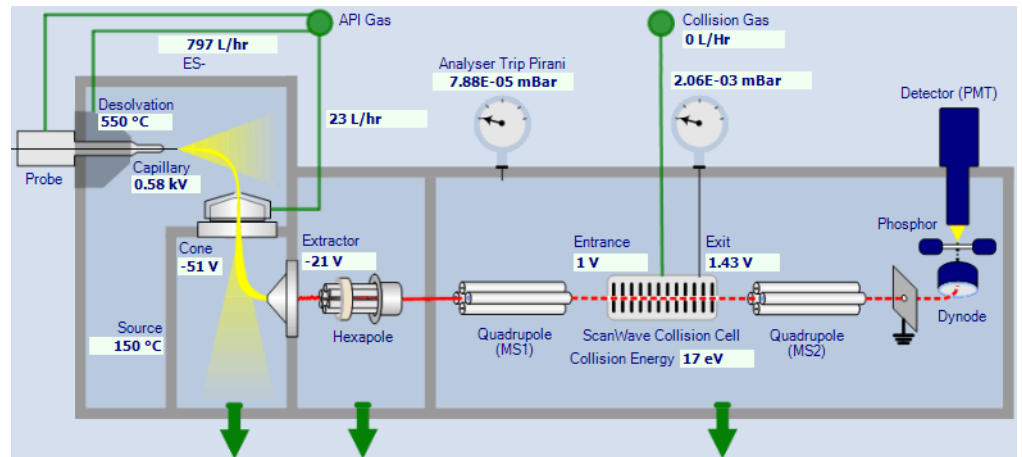 API Gas
797 L/hr
ES-
Collision Gas
0 L/Hr
Analyser Trip Pirani
7.88E-05 mBar
2.06E-03 mBar
Detector (PMT)
Desolvation
550 °C
23 L/hr
Probe
Capillary
0.58 kV
Phosphor
Cone
-51 V
Extractor
-21 V
Entrance
1 V
Exit
1.43 V
Source
150 °C
Hexapole
Quadrupole
(MS1)
ScanWave Collision Cell
Collision Energy 17 eV
Quadrupole
(MS2)
Dynode